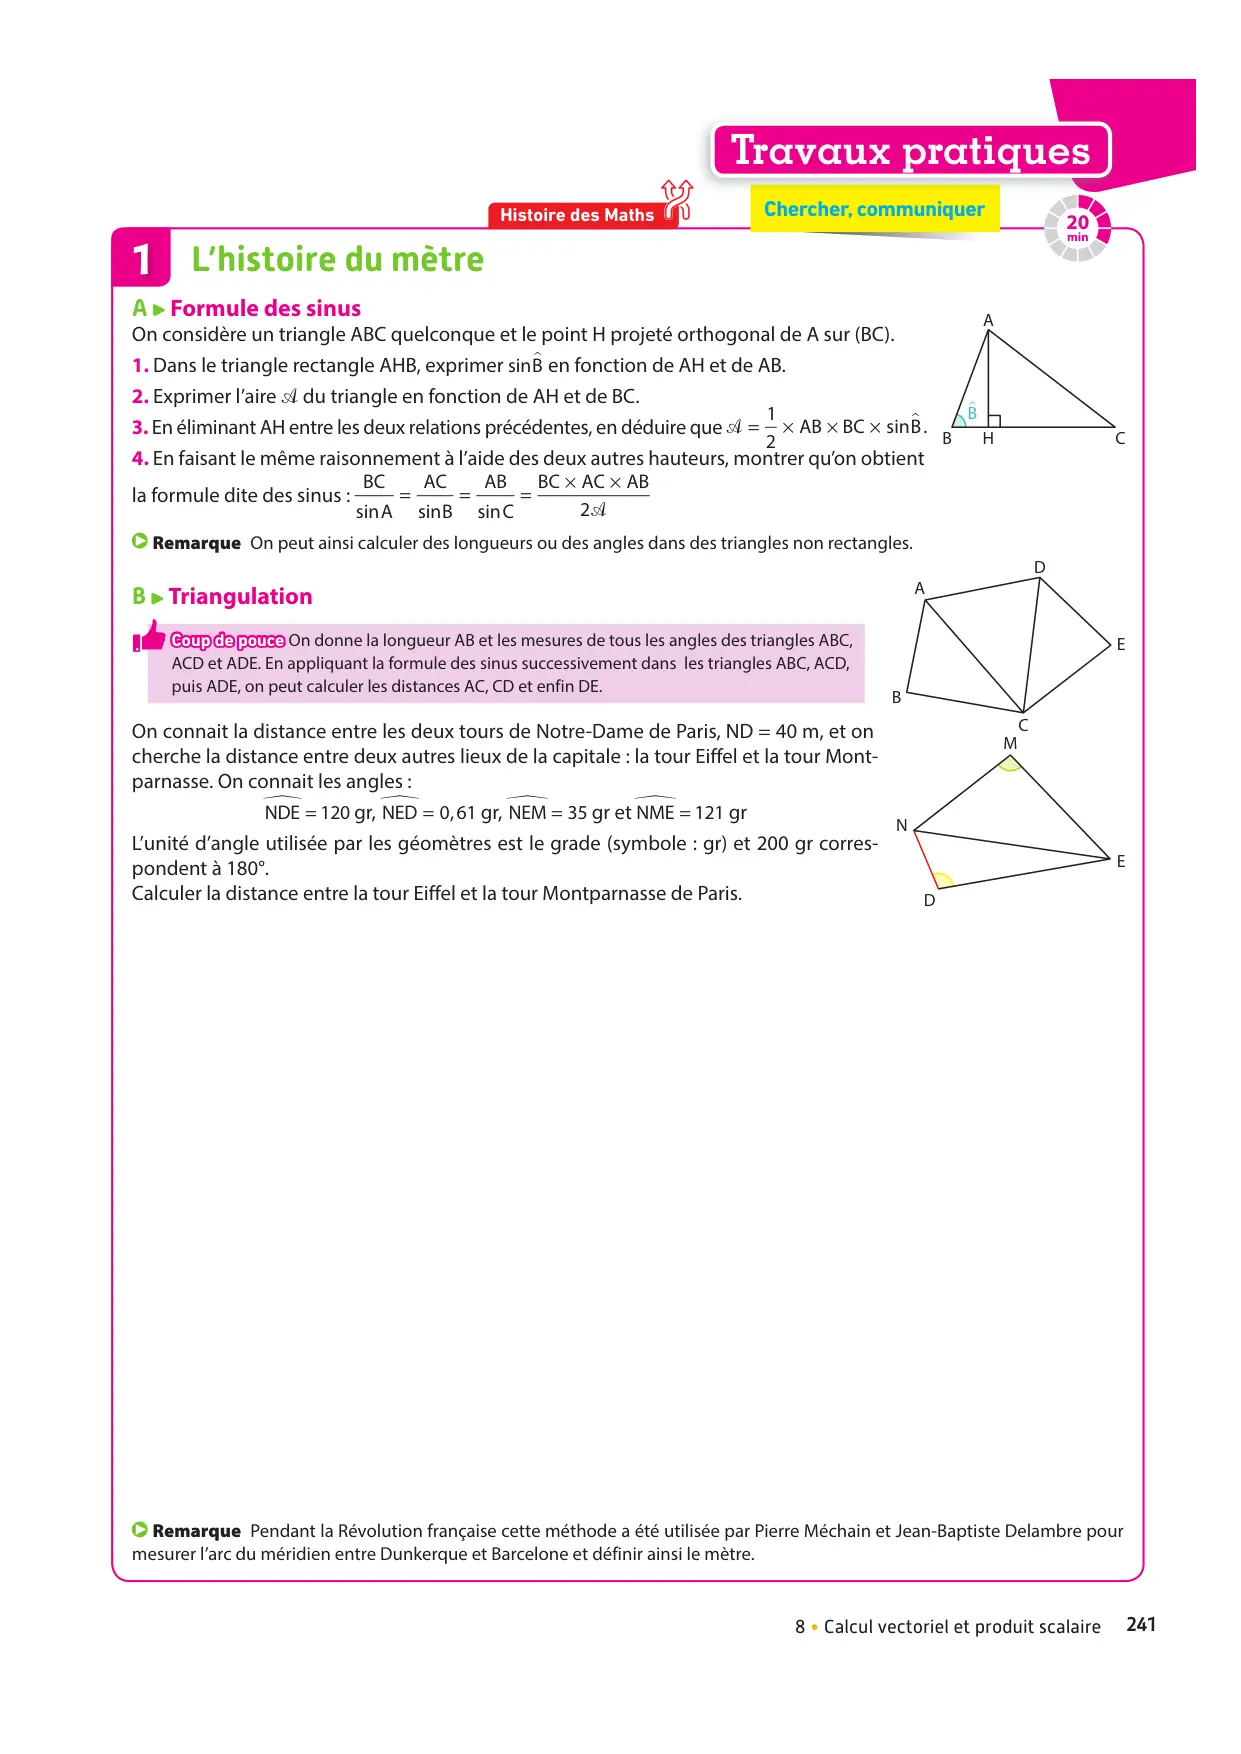 Travaux pratiques
Histoire des Maths
Chercher, communiquer
20
min
1
L’histoire du mètre
A ▸ Formule des sinus
On considère un triangle ABC quelconque et le point H projeté orthogonal de A sur (BC).
1. Dans le triangle rectangle AHB, exprimer sin B̂ en fonction de AH et de AB.
2. Exprimer l’aire 𝒜 du triangle en fonction de AH et de BC.
3. En éliminant AH entre les deux relations précédentes, en déduire que 𝒜 = 1/2 × AB × BC × sin B̂.
4. En faisant le même raisonnement à l’aide des deux autres hauteurs, montrer qu’on obtient
la formule dite des sinus : BC/sin A = AC/sin B = AB/sin C = (BC × AC × AB)/2𝒜
A
B̂
B
H
C
Remarque On peut ainsi calculer des longueurs ou des angles dans des triangles non rectangles.
B ▸ Triangulation
Coup de pouce On donne la longueur AB et les mesures de tous les angles des triangles ABC,
ACD et ADE. En appliquant la formule des sinus successivement dans les triangles ABC, ACD,
puis ADE, on peut calculer les distances AC, CD et enfin DE.
D
A
E
B
C
On connait la distance entre les deux tours de Notre-Dame de Paris, ND = 40 m, et on
cherche la distance entre deux autres lieux de la capitale : la tour Eiffel et la tour Mont-
parnasse. On connait les angles :
NDE = 120 gr, NED = 0,61 gr, NEM = 35 gr et NME = 121 gr
L’unité d’angle utilisée par les géomètres est le grade (symbole : gr) et 200 gr corres-
pondent à 180°.
Calculer la distance entre la tour Eiffel et la tour Montparnasse de Paris.
M
N
E
D
Remarque Pendant la Révolution française cette méthode a été utilisée par Pierre Méchain et Jean-Baptiste Delambre pour
mesurer l’arc du méridien entre Dunkerque et Barcelone et définir ainsi le mètre.
8 • Calcul vectoriel et produit scalaire 241